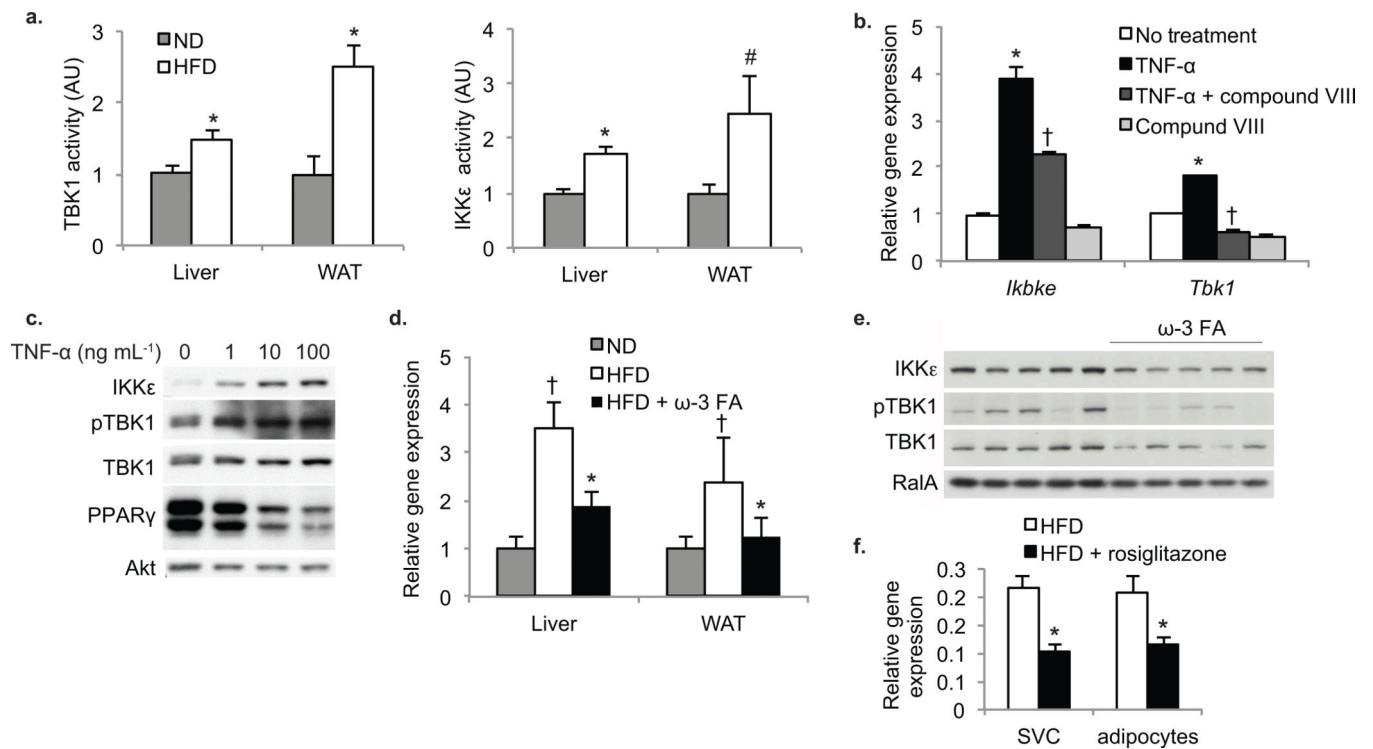 a.
TBK1 activity (AU)
3
2
1
0
ND
HFD
*
*
Liver
WAT
IKKε activity (AU)
4
3
2
1
0
*
#
Liver
WAT
b.
Relative gene expression
5
4
3
2
1
0
No treatment
TNF-α
TNF-α + compound VIII
Compund VIII
*
†
*
†
Ikbke
Tbk1
c.
TNF-α (ng mL-1) 0 1 10 100
IKKε
pTBK1
TBK1
PPARγ
Akt
d.
Relative gene expression
5
4
3
2
1
0
ND
HFD
HFD + ω-3 FA
†
*
†
*
Liver
WAT
e.
ω-3 FA
IKKε
pTBK1
TBK1
RalA
f.
HFD
HFD + rosiglitazone
Relative gene
expression
0.3
0.2
0.2
0.1
0.1
0
*
*
SVC
adipocytes